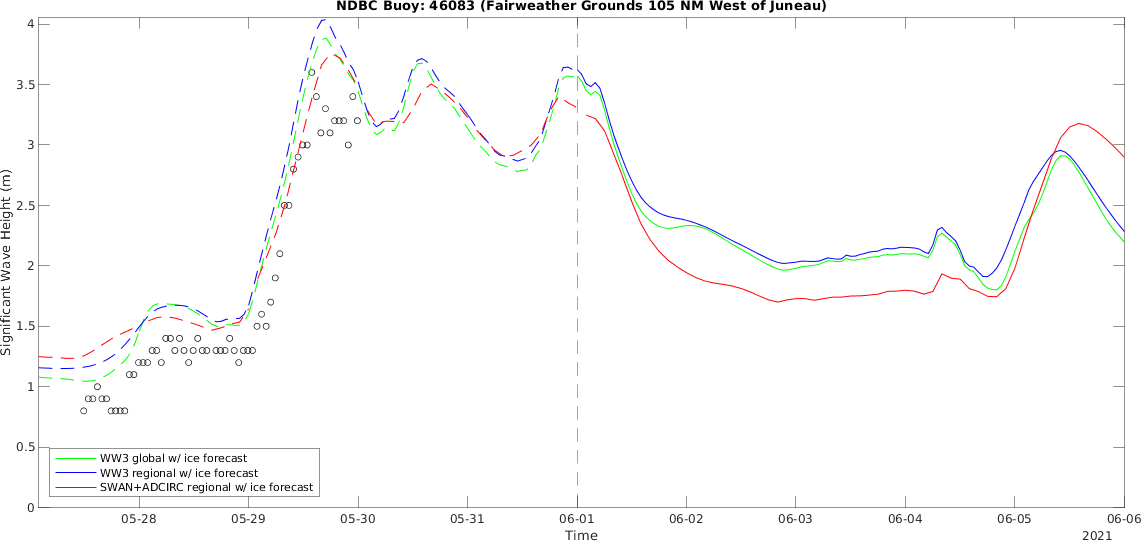 NDBC Buoy: 46083 (Fairweather Grounds 105 NM West of Juneau)
4
3.5
3
2.5
2
1.5
1
0.5
0
Significant Wave Height (m)
WW3 global w/ ice forecast
WW3 regional w/ ice forecast
SWAN+ADCIRC regional w/ ice forecast
05-28 05-29 05-30 05-31 06-01 06-02 06-03 06-04 06-05 06-06
Time
2021